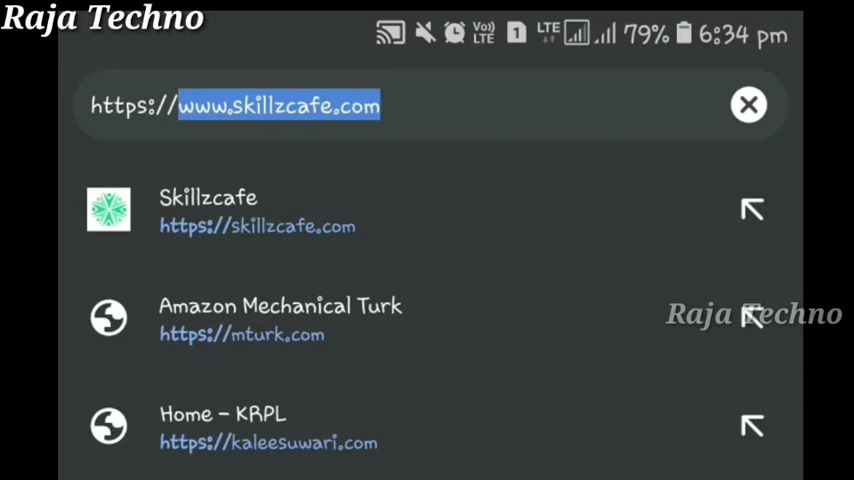 Raja Techno
Vo)) LTE 1 LTE 79% 6:34 pm
https://www.skillzcafe.com
Skillzcafe
https://skillzcafe.com
Amazon Mechanical Turk
https://mturk.com
Raja Techno
Home - KRPL
https://kaleesuwari.com